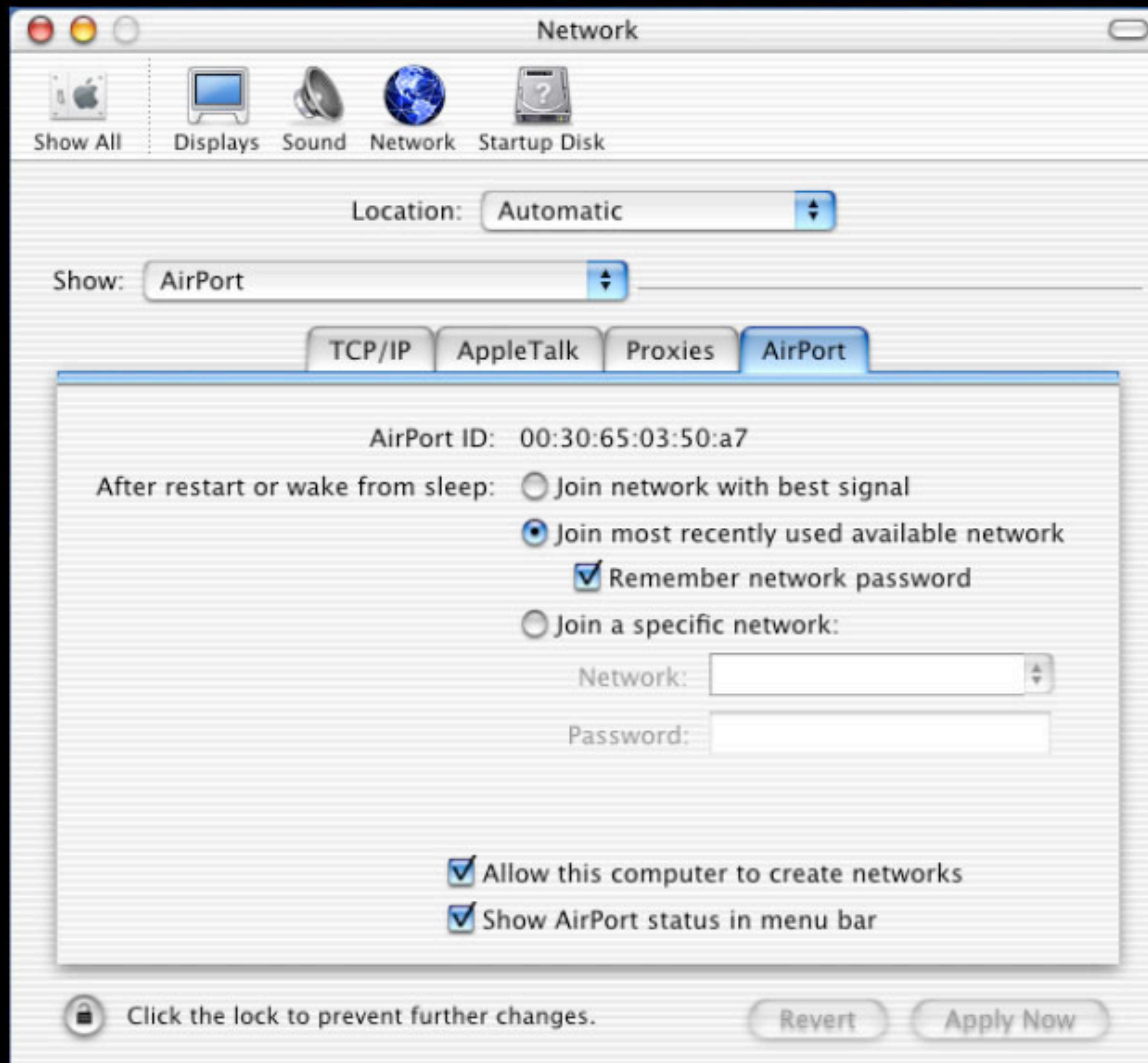 Network
Show All Displays Sound Network Startup Disk
Location: Automatic
Show: AirPort
TCP/IP AppleTalk Proxies AirPort
AirPort ID: 00:30:65:03:50:a7
After restart or wake from sleep: Join network with best signal
Join most recently used available network
Remember network password
Join a specific network:
Network:
Password:
Allow this computer to create networks
Show AirPort status in menu bar
Click the lock to prevent further changes. Revert Apply Now